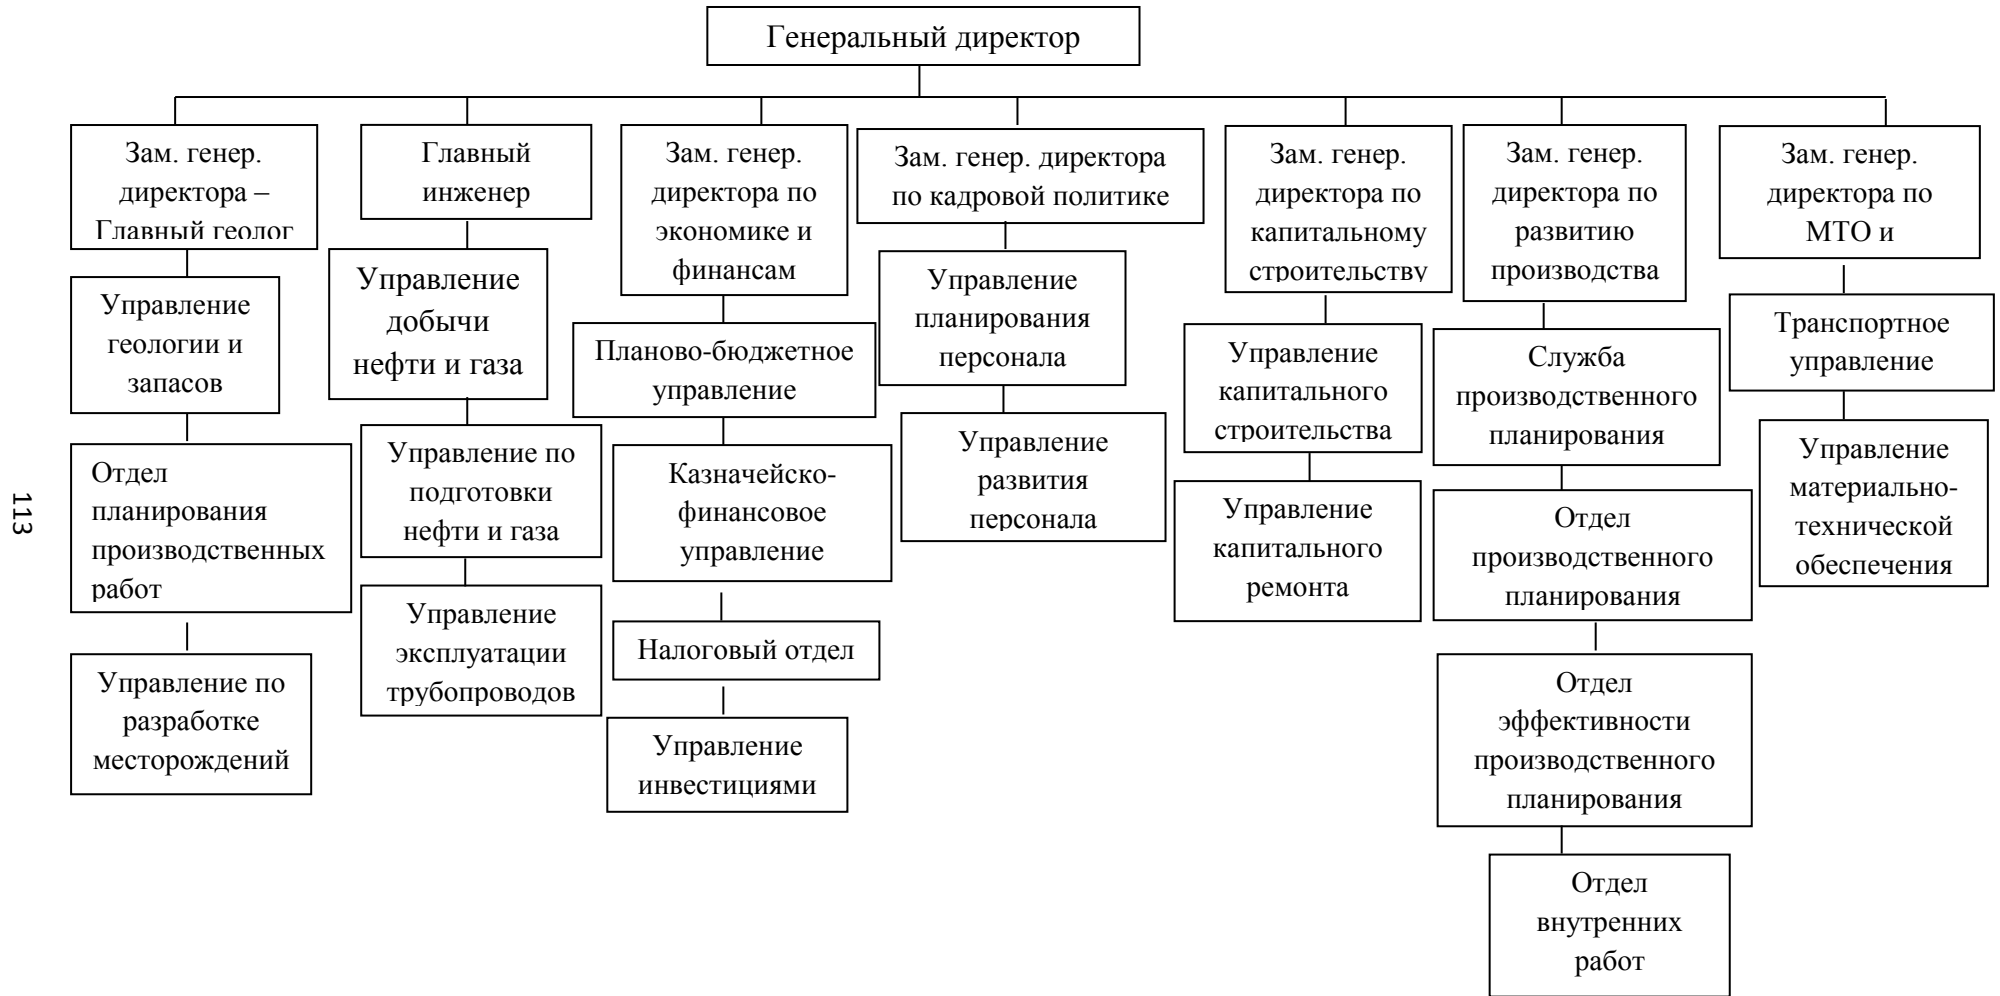 Генеральный директор
Зам. генер.
директора –
Главный геолог
Управление
геологии и
запасов
Отдел
планирования
производственных
работ
Управление по
разработке
месторождений
Главный
инженер
Управление
добычи
нефти и газа
Управление по
подготовки
нефти и газа
Управление
эксплуатации
трубопроводов
Зам. генер.
директора по
экономике и
финансам
Планово-бюджетное
управление
Казначейско-
финансовое
управление
Налоговый отдел
Управление
инвестициями
Зам. генер. директора
по кадровой политике
Управление
планирования
персонала
Управление
развития
персонала
Зам. генер.
директора по
капитальному
строительству
Управление
капитального
строительства
Управление
капитального
ремонта
Зам. генер.
директора по
развитию
производства
Служба
производственного
планирования
Отдел
производственного
планирования
Отдел
эффективности
производственного
планирования
Отдел
внутренних
работ
Зам. генер.
директора по
МТО и
Транспортное
управление
Управление
материально-
технической
обеспечения
113